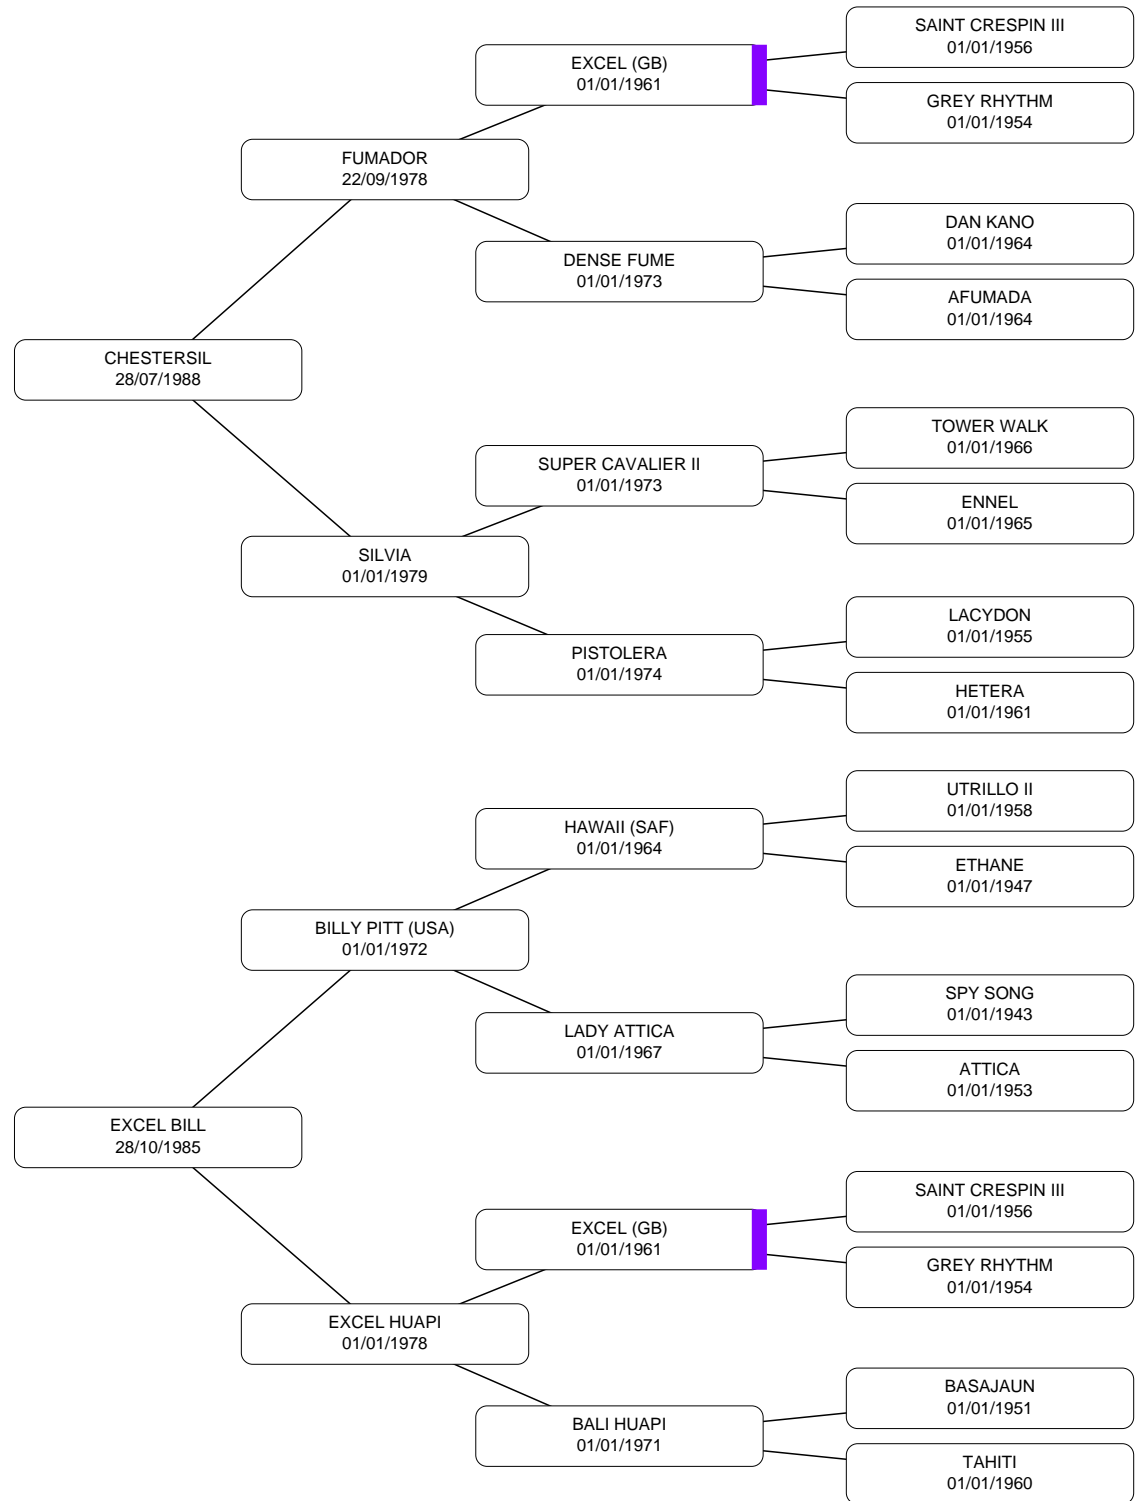 SAINT CRESPIN III
01/01/1956
EXCEL (GB)
01/01/1961
GREY RHYTHM
01/01/1954
FUMADOR
22/09/1978
DAN KANO
01/01/1964
DENSE FUME
01/01/1973
AFUMADA
01/01/1964
CHESTERSIL
28/07/1988
TOWER WALK
01/01/1966
SUPER CAVALIER II
01/01/1973
ENNEL
01/01/1965
SILVIA
01/01/1979
LACYDON
01/01/1955
PISTOLERA
01/01/1974
HETERA
01/01/1961
UTRILLO II
01/01/1958
HAWAII (SAF)
01/01/1964
ETHANE
01/01/1947
BILLY PITT (USA)
01/01/1972
SPY SONG
01/01/1943
LADY ATTICA
01/01/1967
ATTICA
01/01/1953
EXCEL BILL
28/10/1985
SAINT CRESPIN III
01/01/1956
EXCEL (GB)
01/01/1961
GREY RHYTHM
01/01/1954
EXCEL HUAPI
01/01/1978
BASAJAUN
01/01/1951
BALI HUAPI
01/01/1971
TAHITI
01/01/1960